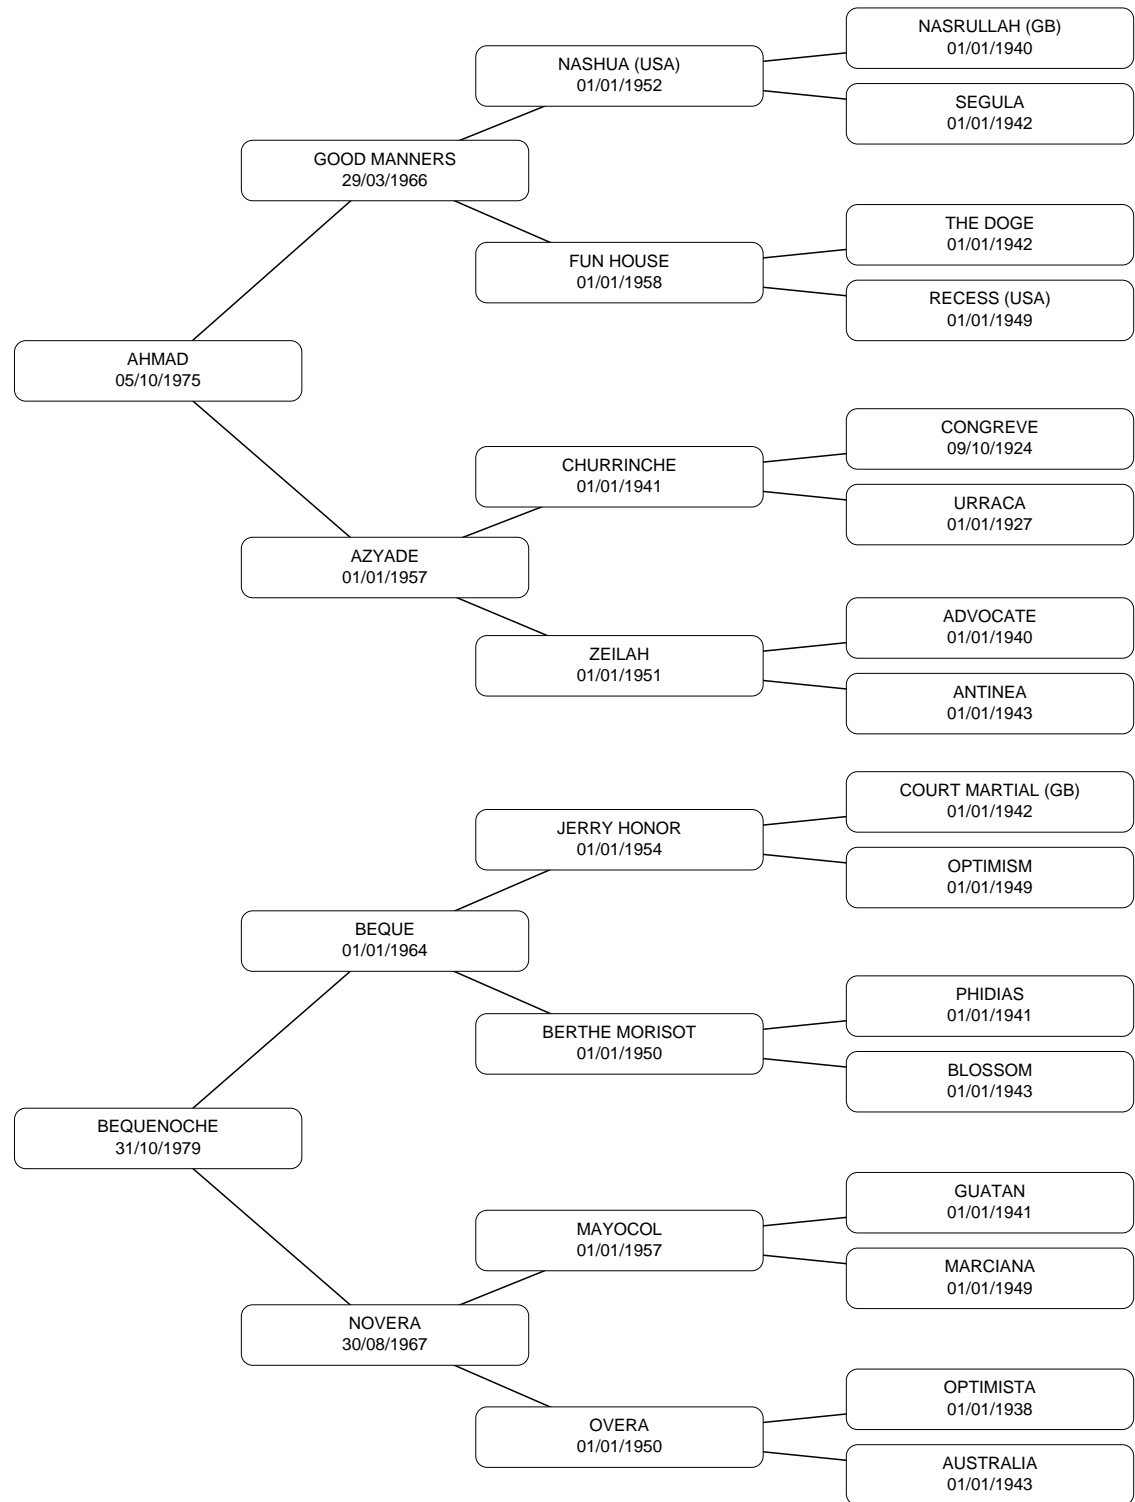 NASRULLAH (GB)
01/01/1940
NASHUA (USA)
01/01/1952
SEGULA
01/01/1942
GOOD MANNERS
29/03/1966
THE DOGE
01/01/1942
FUN HOUSE
01/01/1958
RECESS (USA)
01/01/1949
AHMAD
05/10/1975
CONGREVE
09/10/1924
CHURRINCHE
01/01/1941
URRACA
01/01/1927
AZYADE
01/01/1957
ADVOCATE
01/01/1940
ZEILAH
01/01/1951
ANTINEA
01/01/1943
COURT MARTIAL (GB)
01/01/1942
JERRY HONOR
01/01/1954
OPTIMISM
01/01/1949
BEQUE
01/01/1964
PHIDIAS
01/01/1941
BERTHE MORISOT
01/01/1950
BLOSSOM
01/01/1943
BEQUENOCHE
31/10/1979
GUATAN
01/01/1941
MAYOCOL
01/01/1957
MARCIANA
01/01/1949
NOVERA
30/08/1967
OPTIMISTA
01/01/1938
OVERA
01/01/1950
AUSTRALIA
01/01/1943